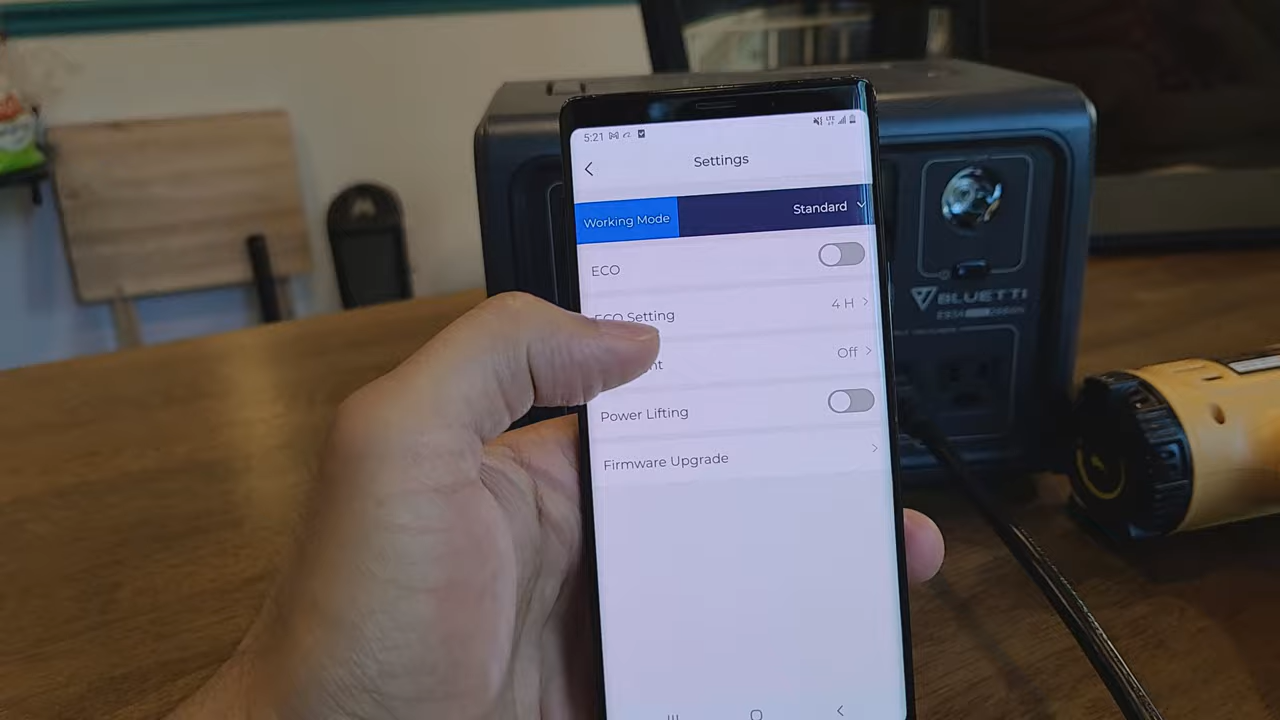 5:21
Settings
Working Mode Standard
ECO
ECO Setting 4 H
Off
Power Lifting
Firmware Upgrade
BLUETTI